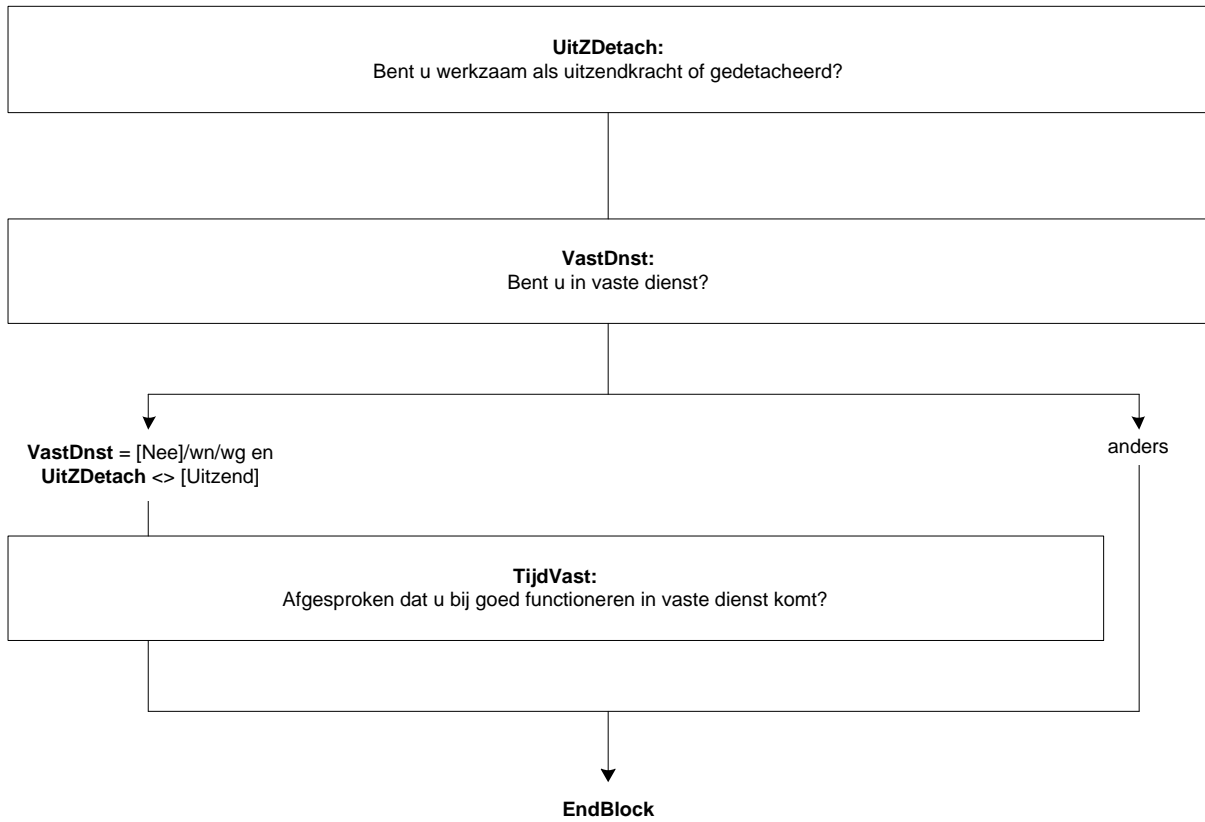 UitZDetach:
Bent u werkzaam als uitzendkracht of gedetacheerd?
VastDnst:
Bent u in vaste dienst?
VastDnst = [Nee]/wn/wg en
UitZDetach <> [Uitzend]
anders
TijdVast:
Afgesproken dat u bij goed functioneren in vaste dienst komt?
EndBlock